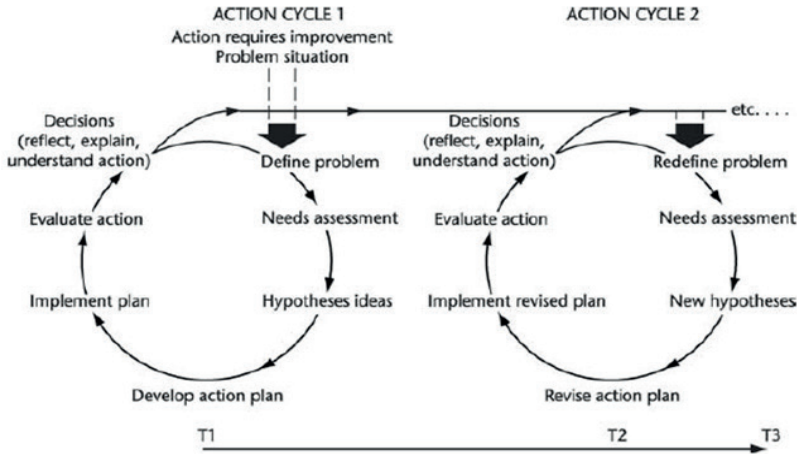 ACTION CYCLE 1
Action requires improvement
Problem situation
Decisions
(reflect, explain,
understand action)
Define problem
Evaluate action
Needs assessment
Implement plan
Hypotheses ideas
Develop action plan
ACTION CYCLE 2
etc. . . .
Decisions
(reflect, explain,
understand action)
Redefine problem
Evaluate action
Needs assessment
Implement revised plan
New hypotheses
Revise action plan
T1
T2
T3